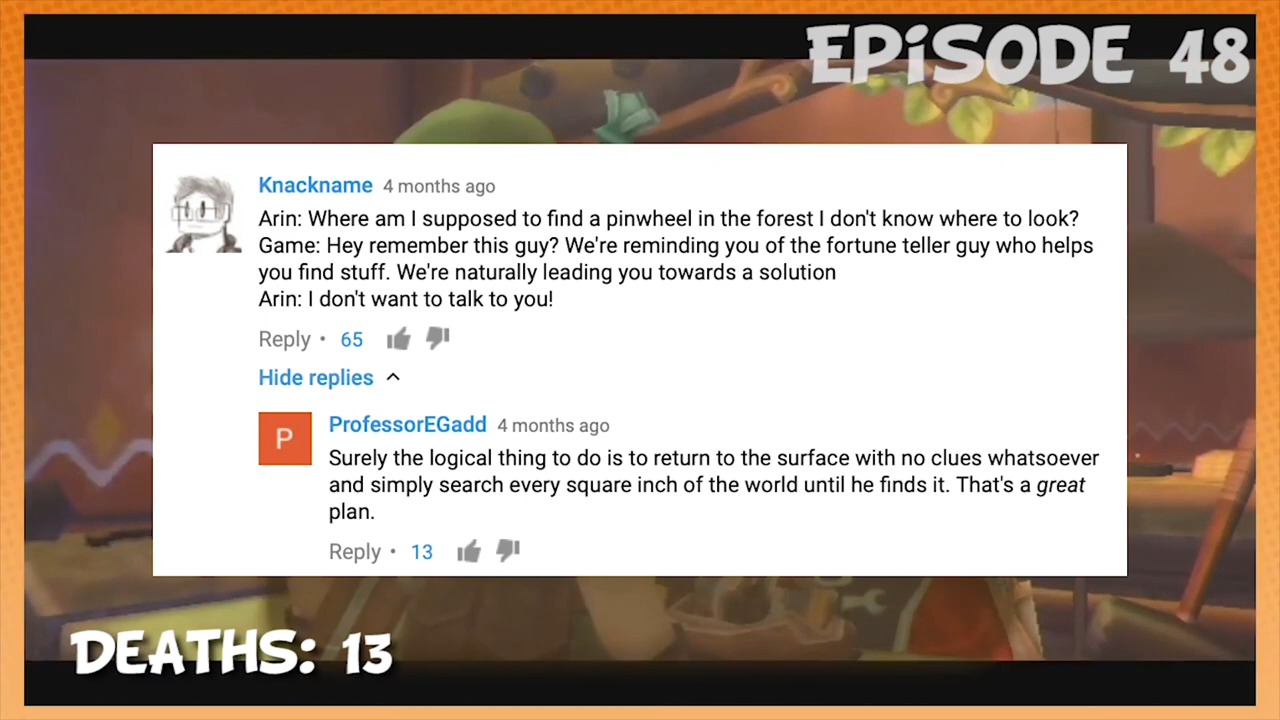 EPiSODE 48
Knackname 4 months ago
Arin: Where am I supposed to find a pinwheel in the forest I don't know where to look?
Game: Hey remember this guy? We're reminding you of the fortune teller guy who helps
you find stuff. We're naturally leading you towards a solution
Arin: I don't want to talk to you!
Reply • 65
Hide replies
P
ProfessorEGadd 4 months ago
Surely the logical thing to do is to return to the surface with no clues whatsoever
and simply search every square inch of the world until he finds it. That's a great
plan.
Reply • 13
DEATHS: 13